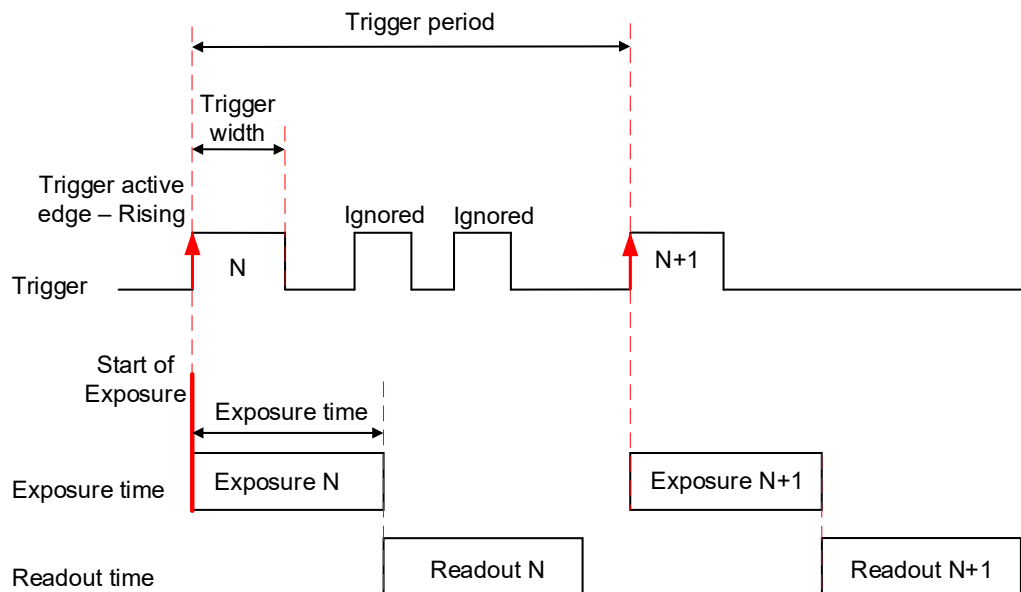 Trigger period
Trigger
width
Trigger active
edge – Rising
Ignored
Ignored
N
N+1
Trigger
Start of
Exposure
Exposure time
Exposure N
Exposure N+1
Exposure time
Readout N
Readout N+1
Readout time